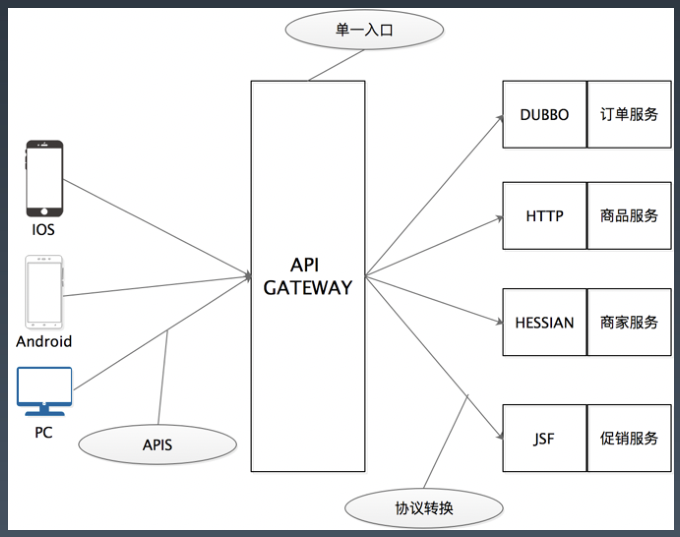 单一入口
DUBBO
订单服务
IOS
HTTP
商品服务
API
GATEWAY
Android
HESSIAN
商家服务
PC
APIS
JSF
促销服务
协议转换